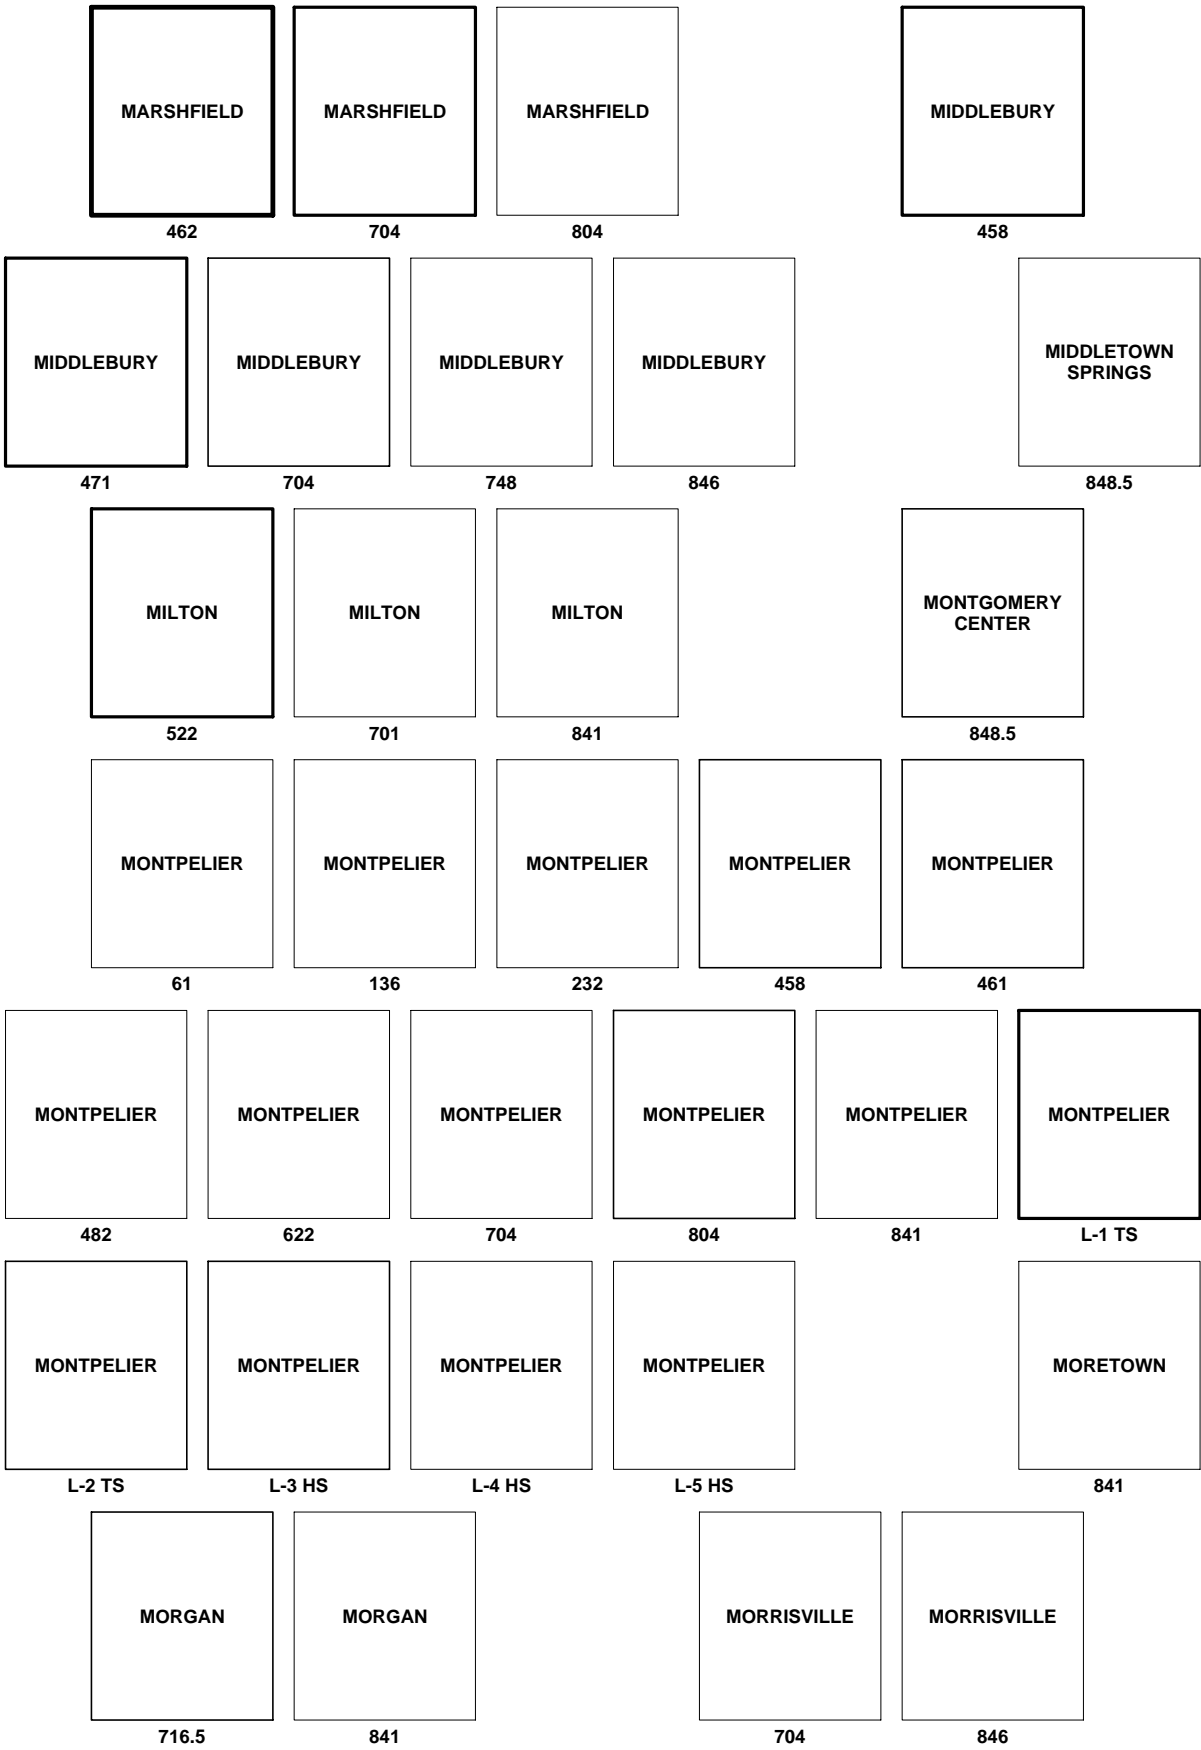 MARSHFIELD MARSHFIELD MARSHFIELD MIDDLEBURY
462 704 804 458
MIDDLEBURY MIDDLEBURY MIDDLEBURY MIDDLEBURY MIDDLETOWN
SPRINGS
471 704 748 846 848.5
MILTON MILTON MILTON MONTGOMERY
CENTER
522 701 841 848.5
MONTPELIER MONTPELIER MONTPELIER MONTPELIER MONTPELIER
61 136 232 458 461
MONTPELIER MONTPELIER MONTPELIER MONTPELIER MONTPELIER MONTPELIER
482 622 704 804 841 L-1 TS
MONTPELIER MONTPELIER MONTPELIER MONTPELIER MORETOWN
L-2 TS L-3 HS L-4 HS L-5 HS 841
MORGAN MORGAN MORRISVILLE MORRISVILLE
716.5 841 704 846